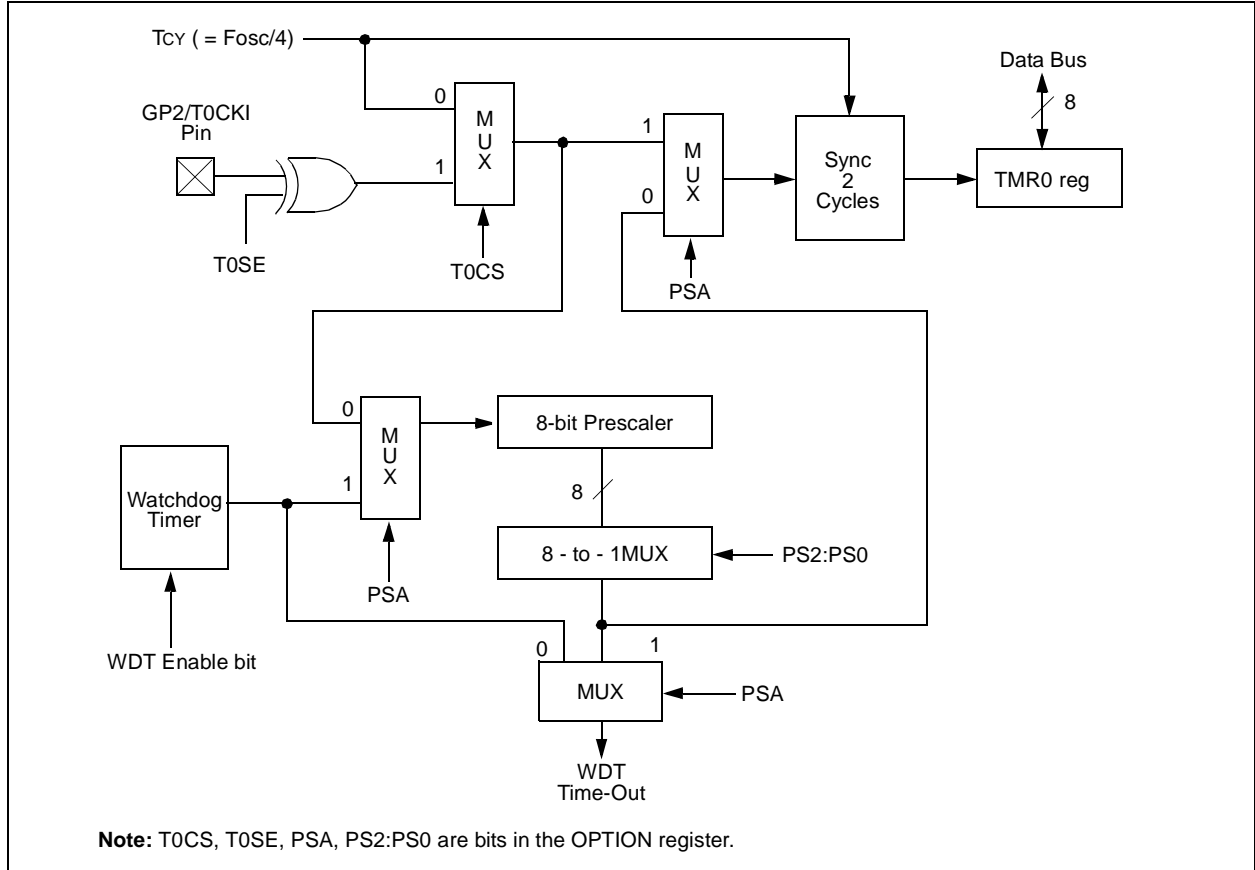 TCY ( = Fosc/4)
Data Bus
8
GP2/T0CKI
Pin
0
1
MUX
T0SE
T0CS
1
0
MUX
PSA
Sync
2
Cycles
TMR0 reg
0
1
MUX
8-bit Prescaler
Watchdog
Timer
8
8 - to - 1MUX
PS2:PS0
PSA
WDT Enable bit
0
1
MUX
PSA
WDT
Time-Out
Note: T0CS, T0SE, PSA, PS2:PS0 are bits in the OPTION register.